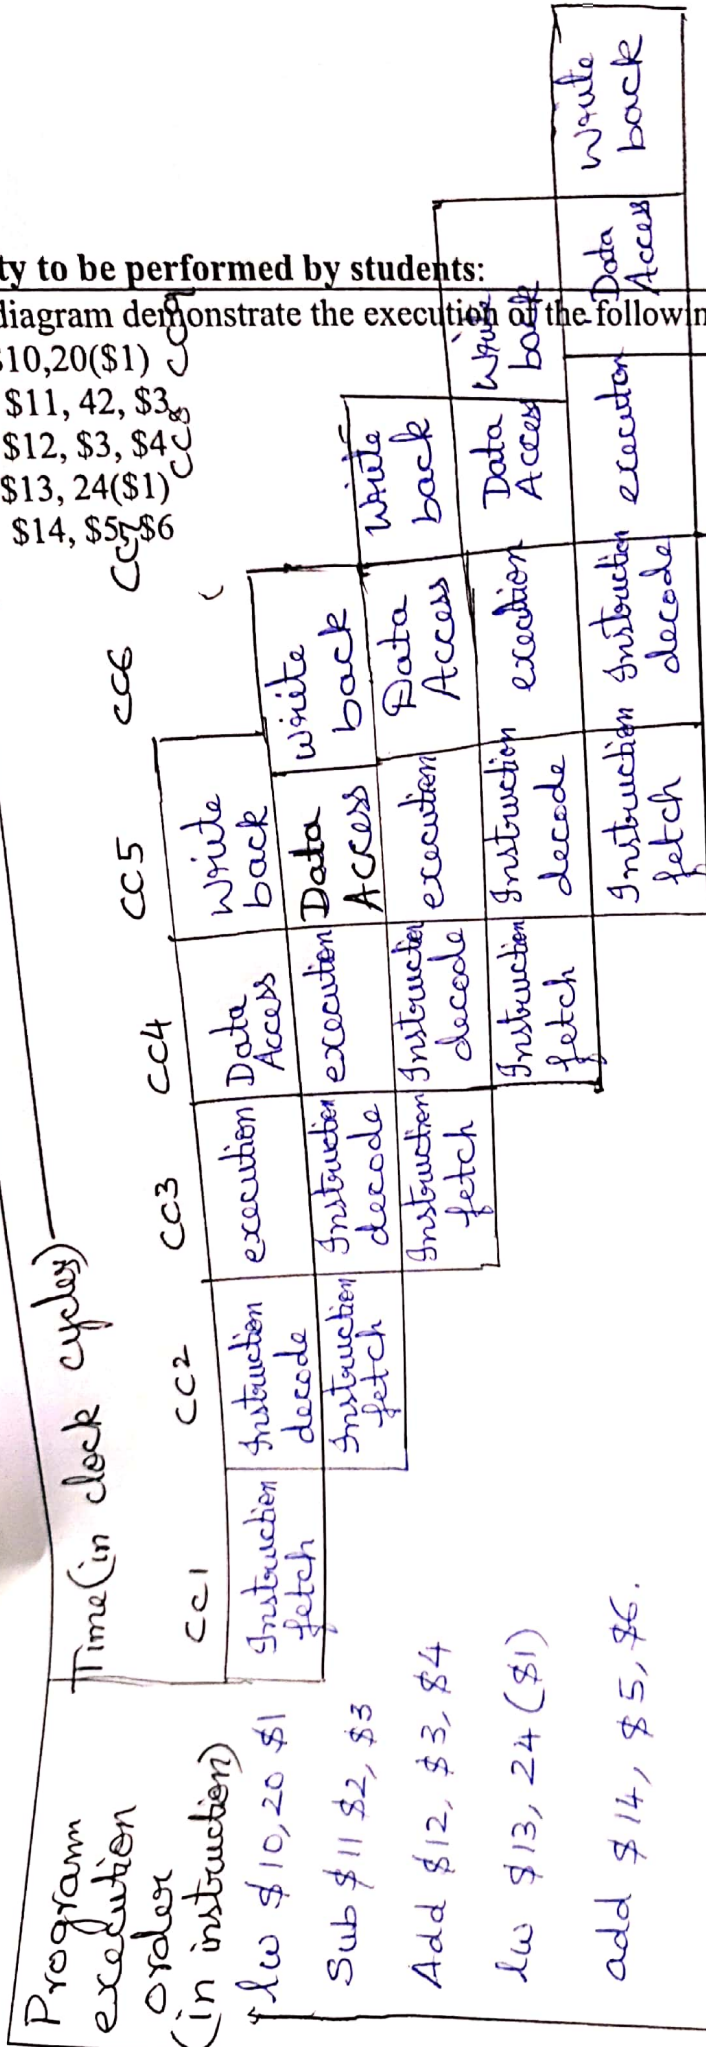 ty to be performed by students:
diagram demonstrate the execution of the followin
$10,20($1)
$11, 42, $3
$12, $3, $4
$13, 24($1)
$14, $5, $6
Program
execution
order
(in instruction)
Time (in clock cycles)
CC1 CC2 CC3 CC4 CC5 CC6 CC7 CC8 CC9
lw $10, 20 $1
Instruction fetch
Instruction decode
execution
Data Access
Write back
Sub $11 $2, $3
Instruction fetch
Instruction decode
execution
Data Access
Write back
Add $12, $3, $4
Instruction fetch
Instruction decode
execution
Data Access
Write back
lw $13, 24 ($1)
Instruction fetch
Instruction decode
execution
Data Access
Write back
add $14, $5, $6.
Instruction fetch
Instruction decode
executon
Data Access
Write back